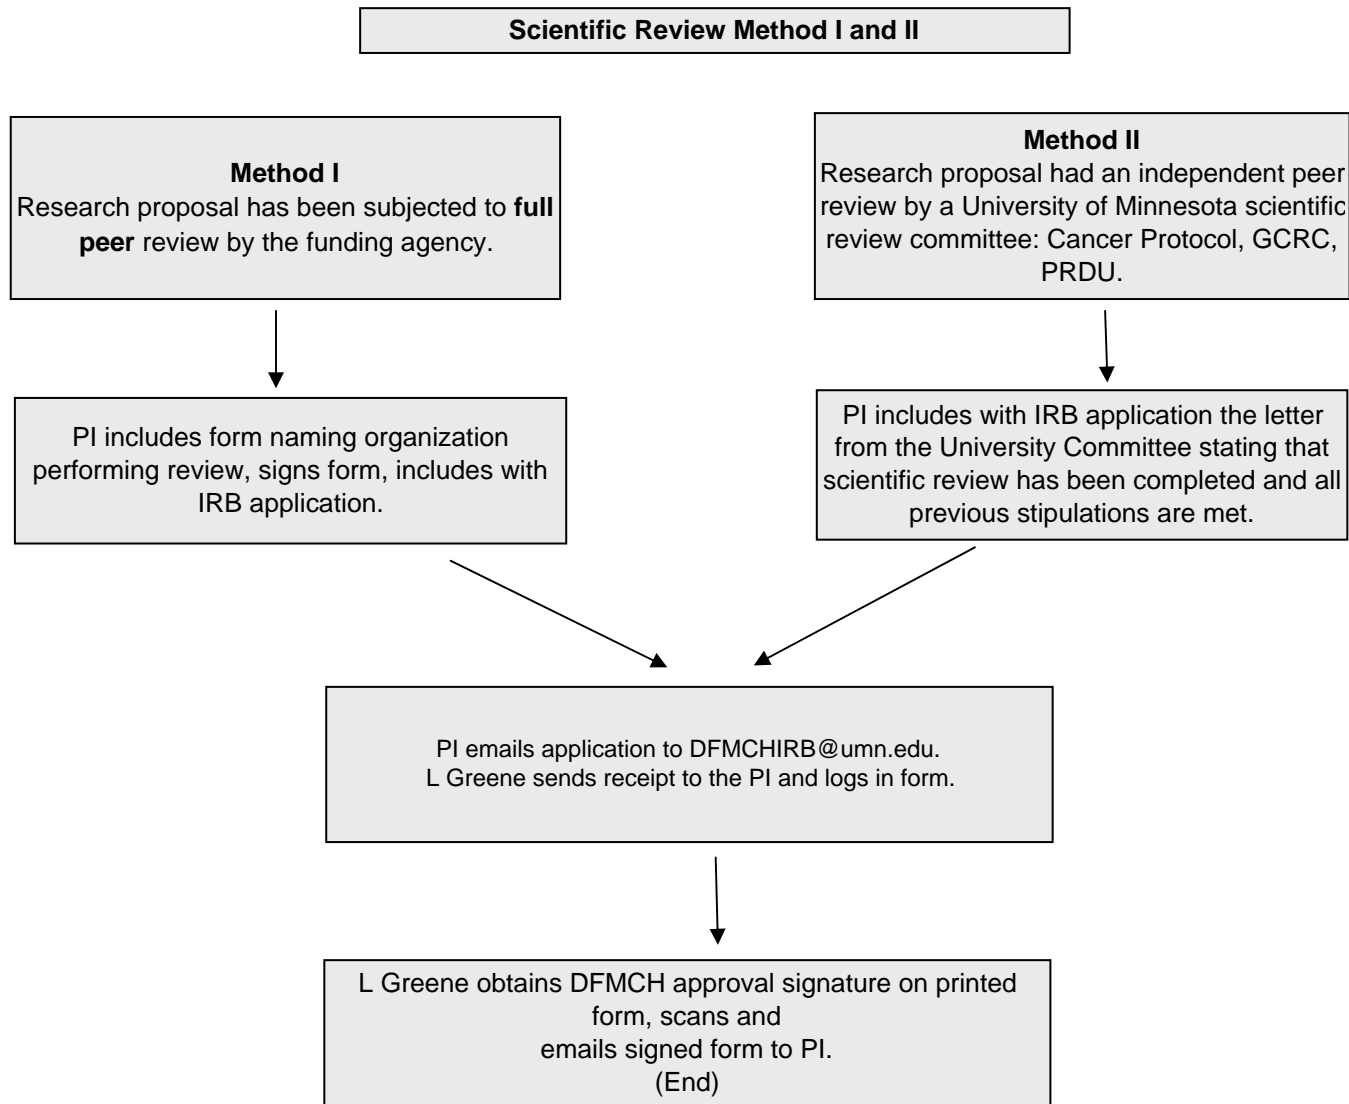 Scientific Review Method I and II
Method I
Research proposal has been subjected to full
peer review by the funding agency.
Method II
Research proposal had an independent peer
review by a University of Minnesota scientific
review committee: Cancer Protocol, GCRC,
PRDU.
PI includes form naming organization
performing review, signs form, includes with
IRB application.
PI includes with IRB application the letter
from the University Committee stating that
scientific review has been completed and all
previous stipulations are met.
PI emails application to DFMCHIRB@umn.edu.
L Greene sends receipt to the PI and logs in form.
L Greene obtains DFMCH approval signature on printed
form, scans and
emails signed form to PI.
(End)